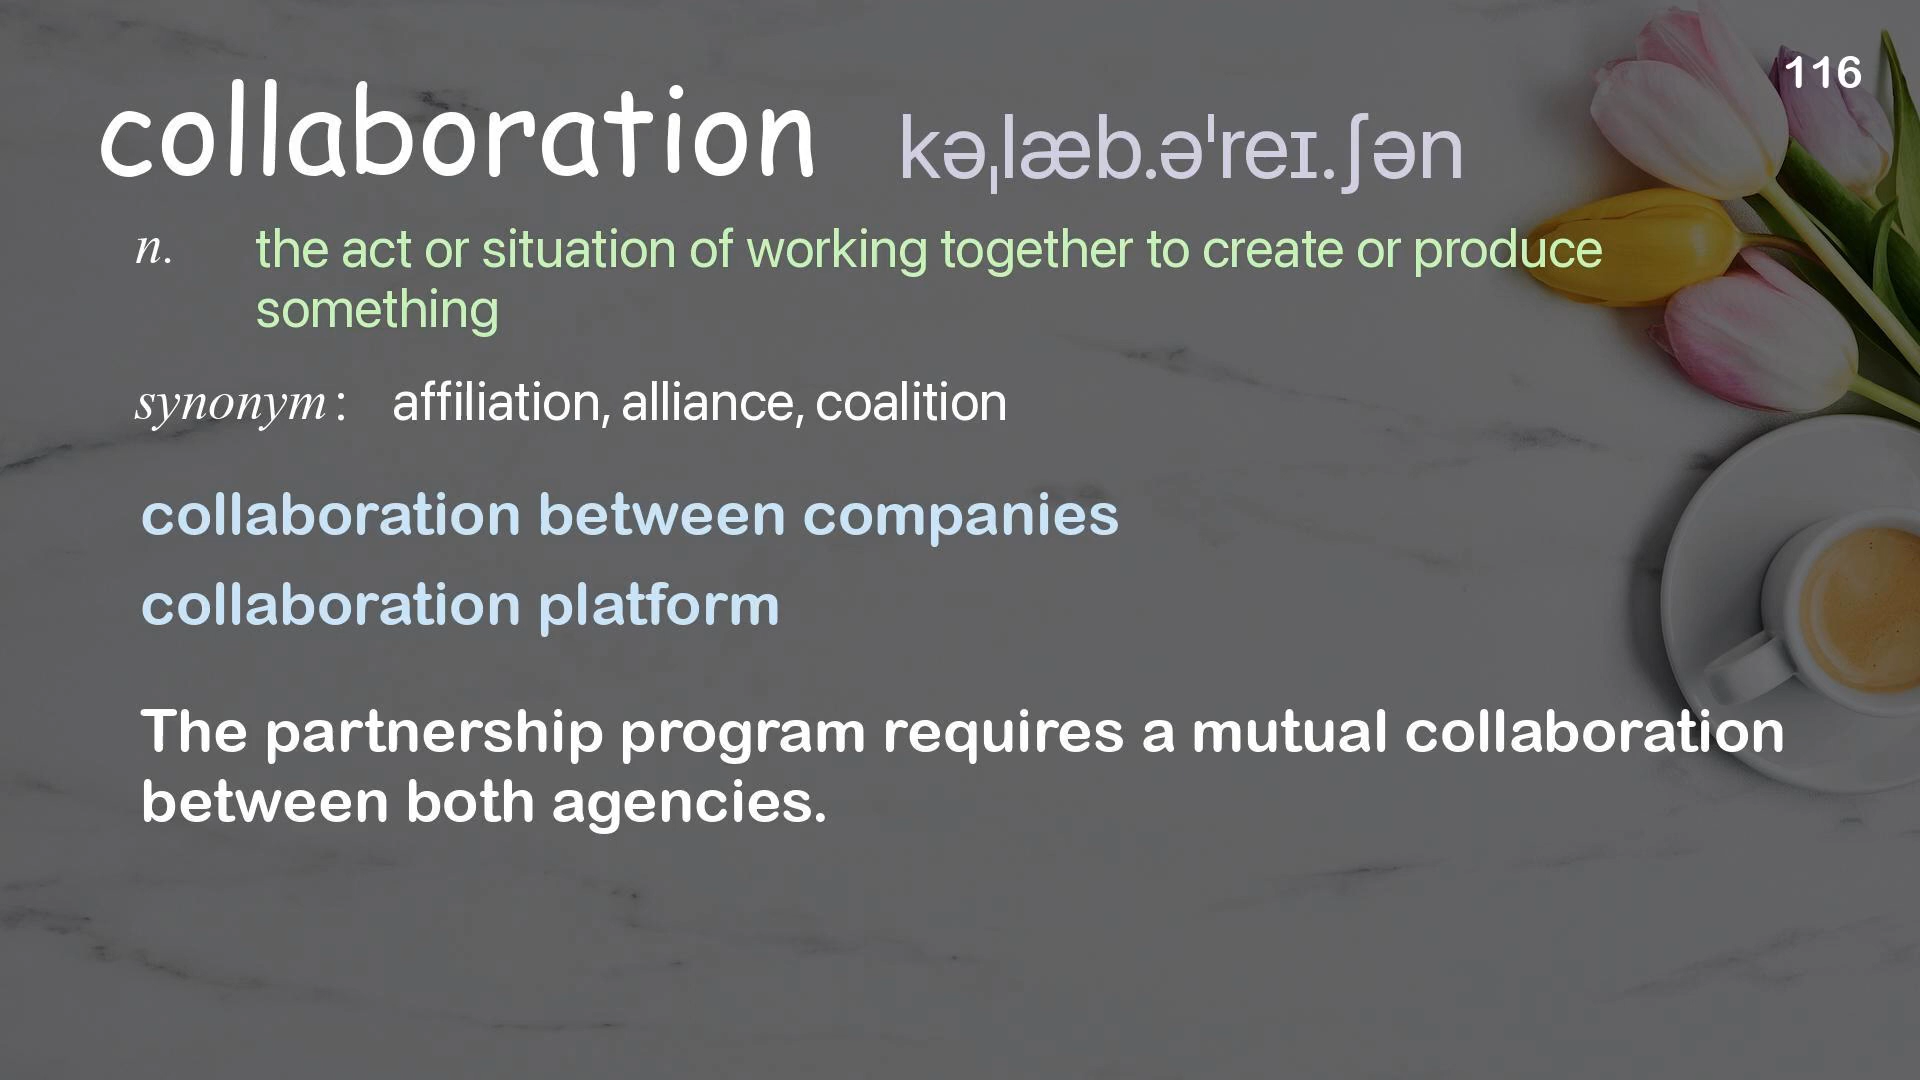 116
collaboration kəˌlæb.əˈreɪ.ʃən
n. the act or situation of working together to create or produce
something
synonym: affiliation, alliance, coalition
collaboration between companies
collaboration platform
The partnership program requires a mutual collaboration
between both agencies.